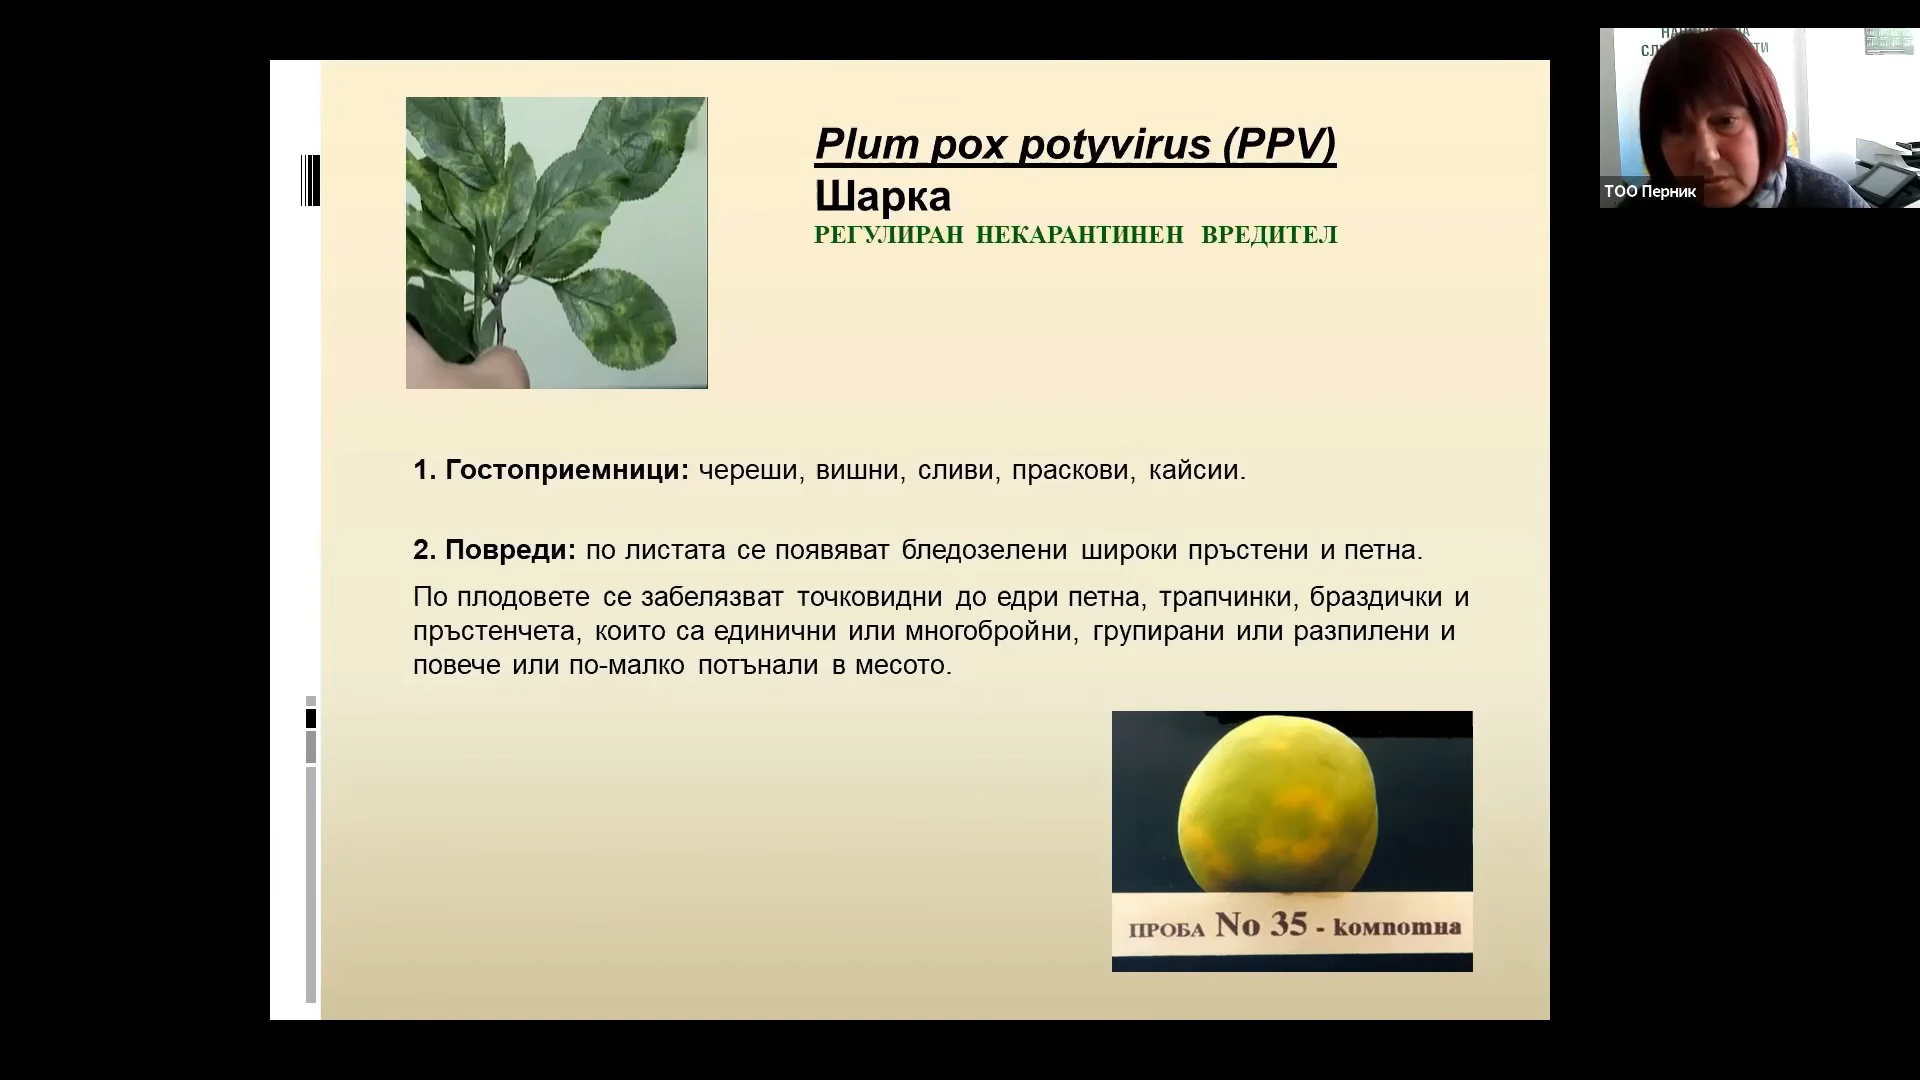 Plum pox potyvirus (PPV)
Шарка
РЕГУЛИРАН НЕКАРАНТИНЕН ВРЕДИТЕЛ
1. Гостоприемници: череши, вишни, сливи, праскови, кайсии.
2. Повреди: по листата се появяват бледозелени широки пръстени и петна.
По плодовете се забелязват точковидни до едри петна, трапчинки, браздички и
пръстенчета, които са единични или многобройни, групирани или разпилени и
повече или по-малко потънали в месото.
ПРОБА No 35 - компотна
ТОО Перник